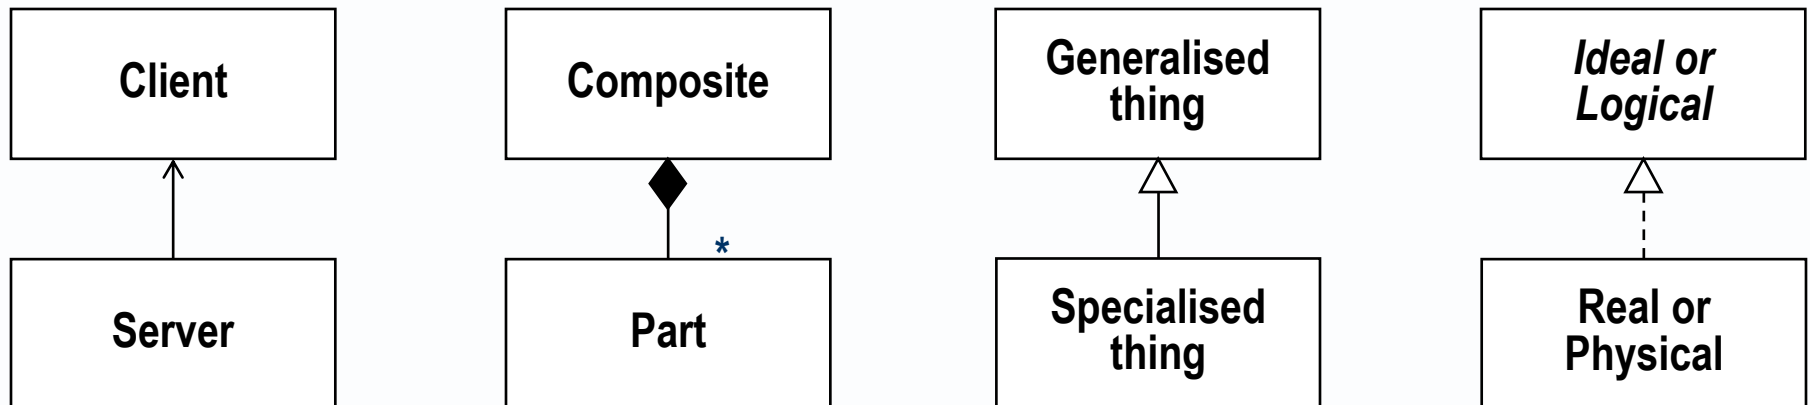 Client
Composite
Generalised
thing
Ideal or
Logical
*
Server
Part
Specialised
thing
Real or
Physical